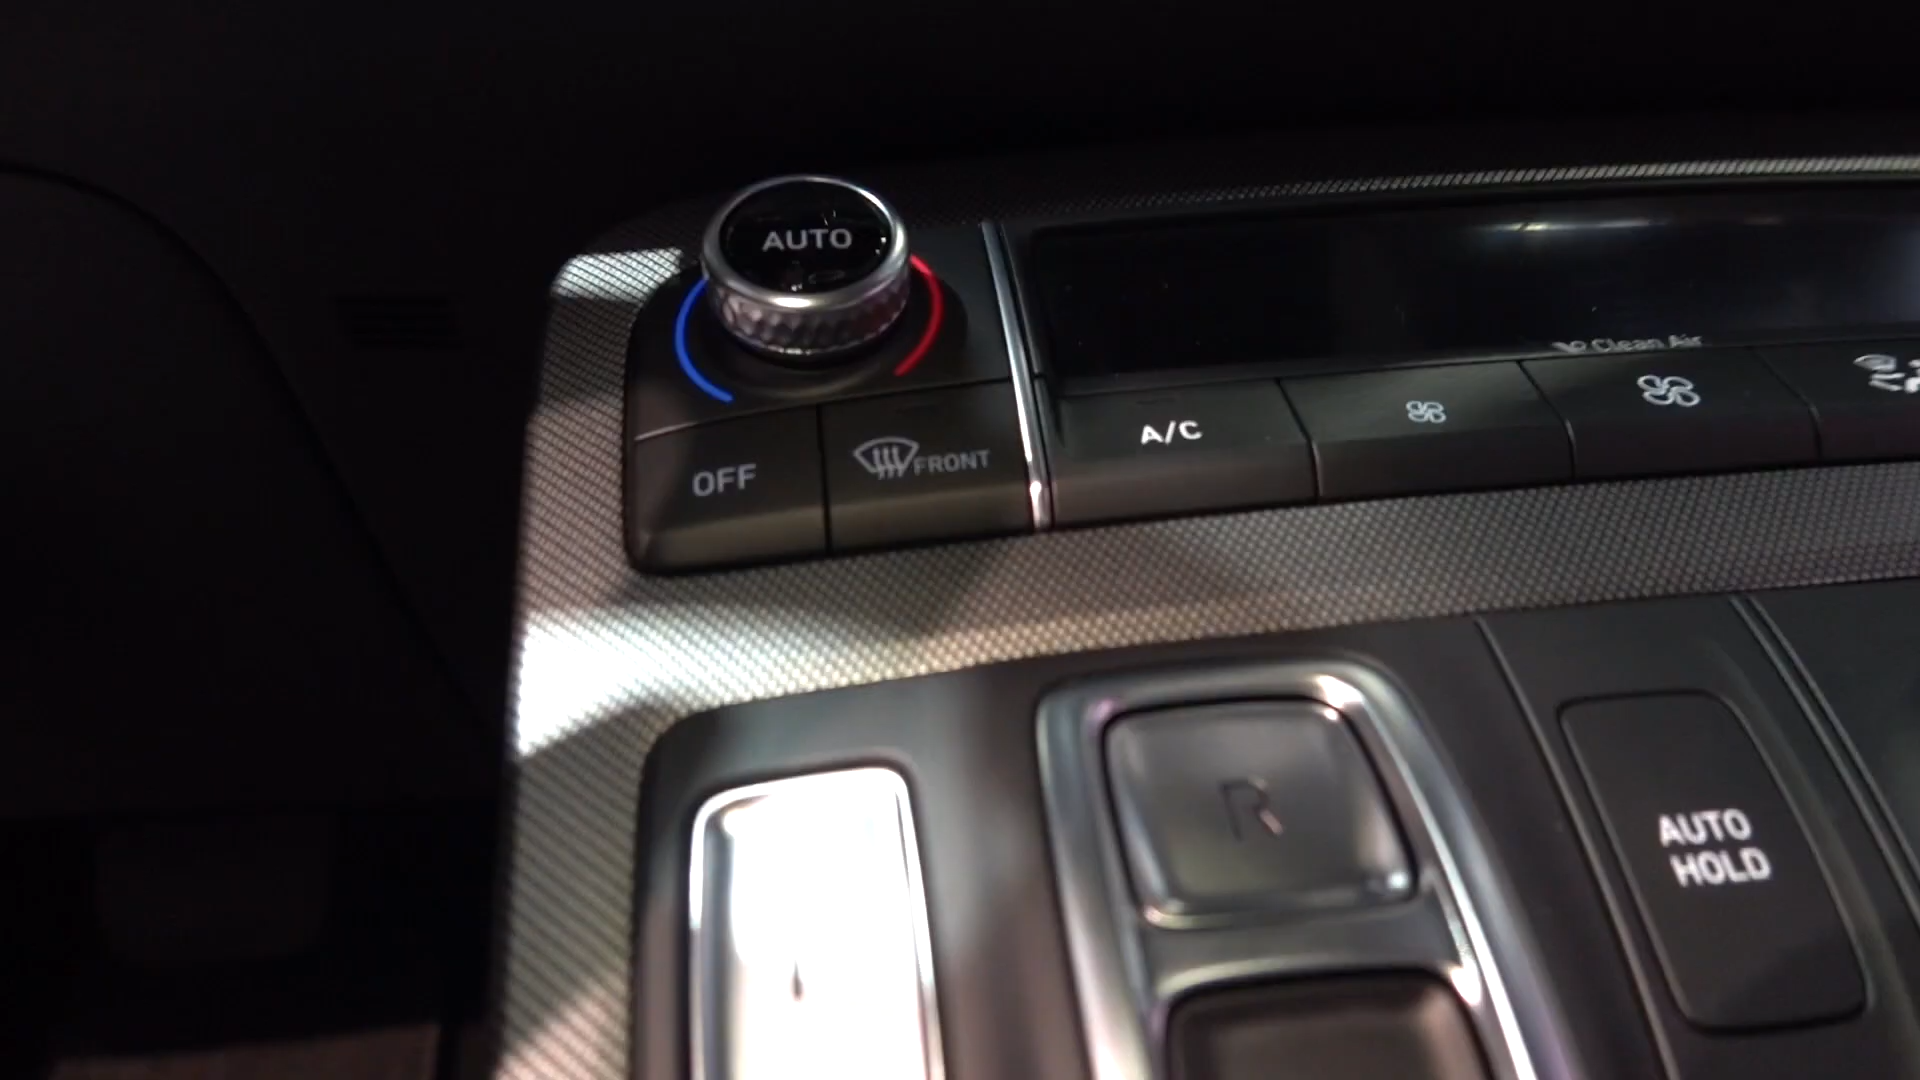 AUTO
Clean Air
A/C
OFF
FRONT
R
AUTO
HOLD